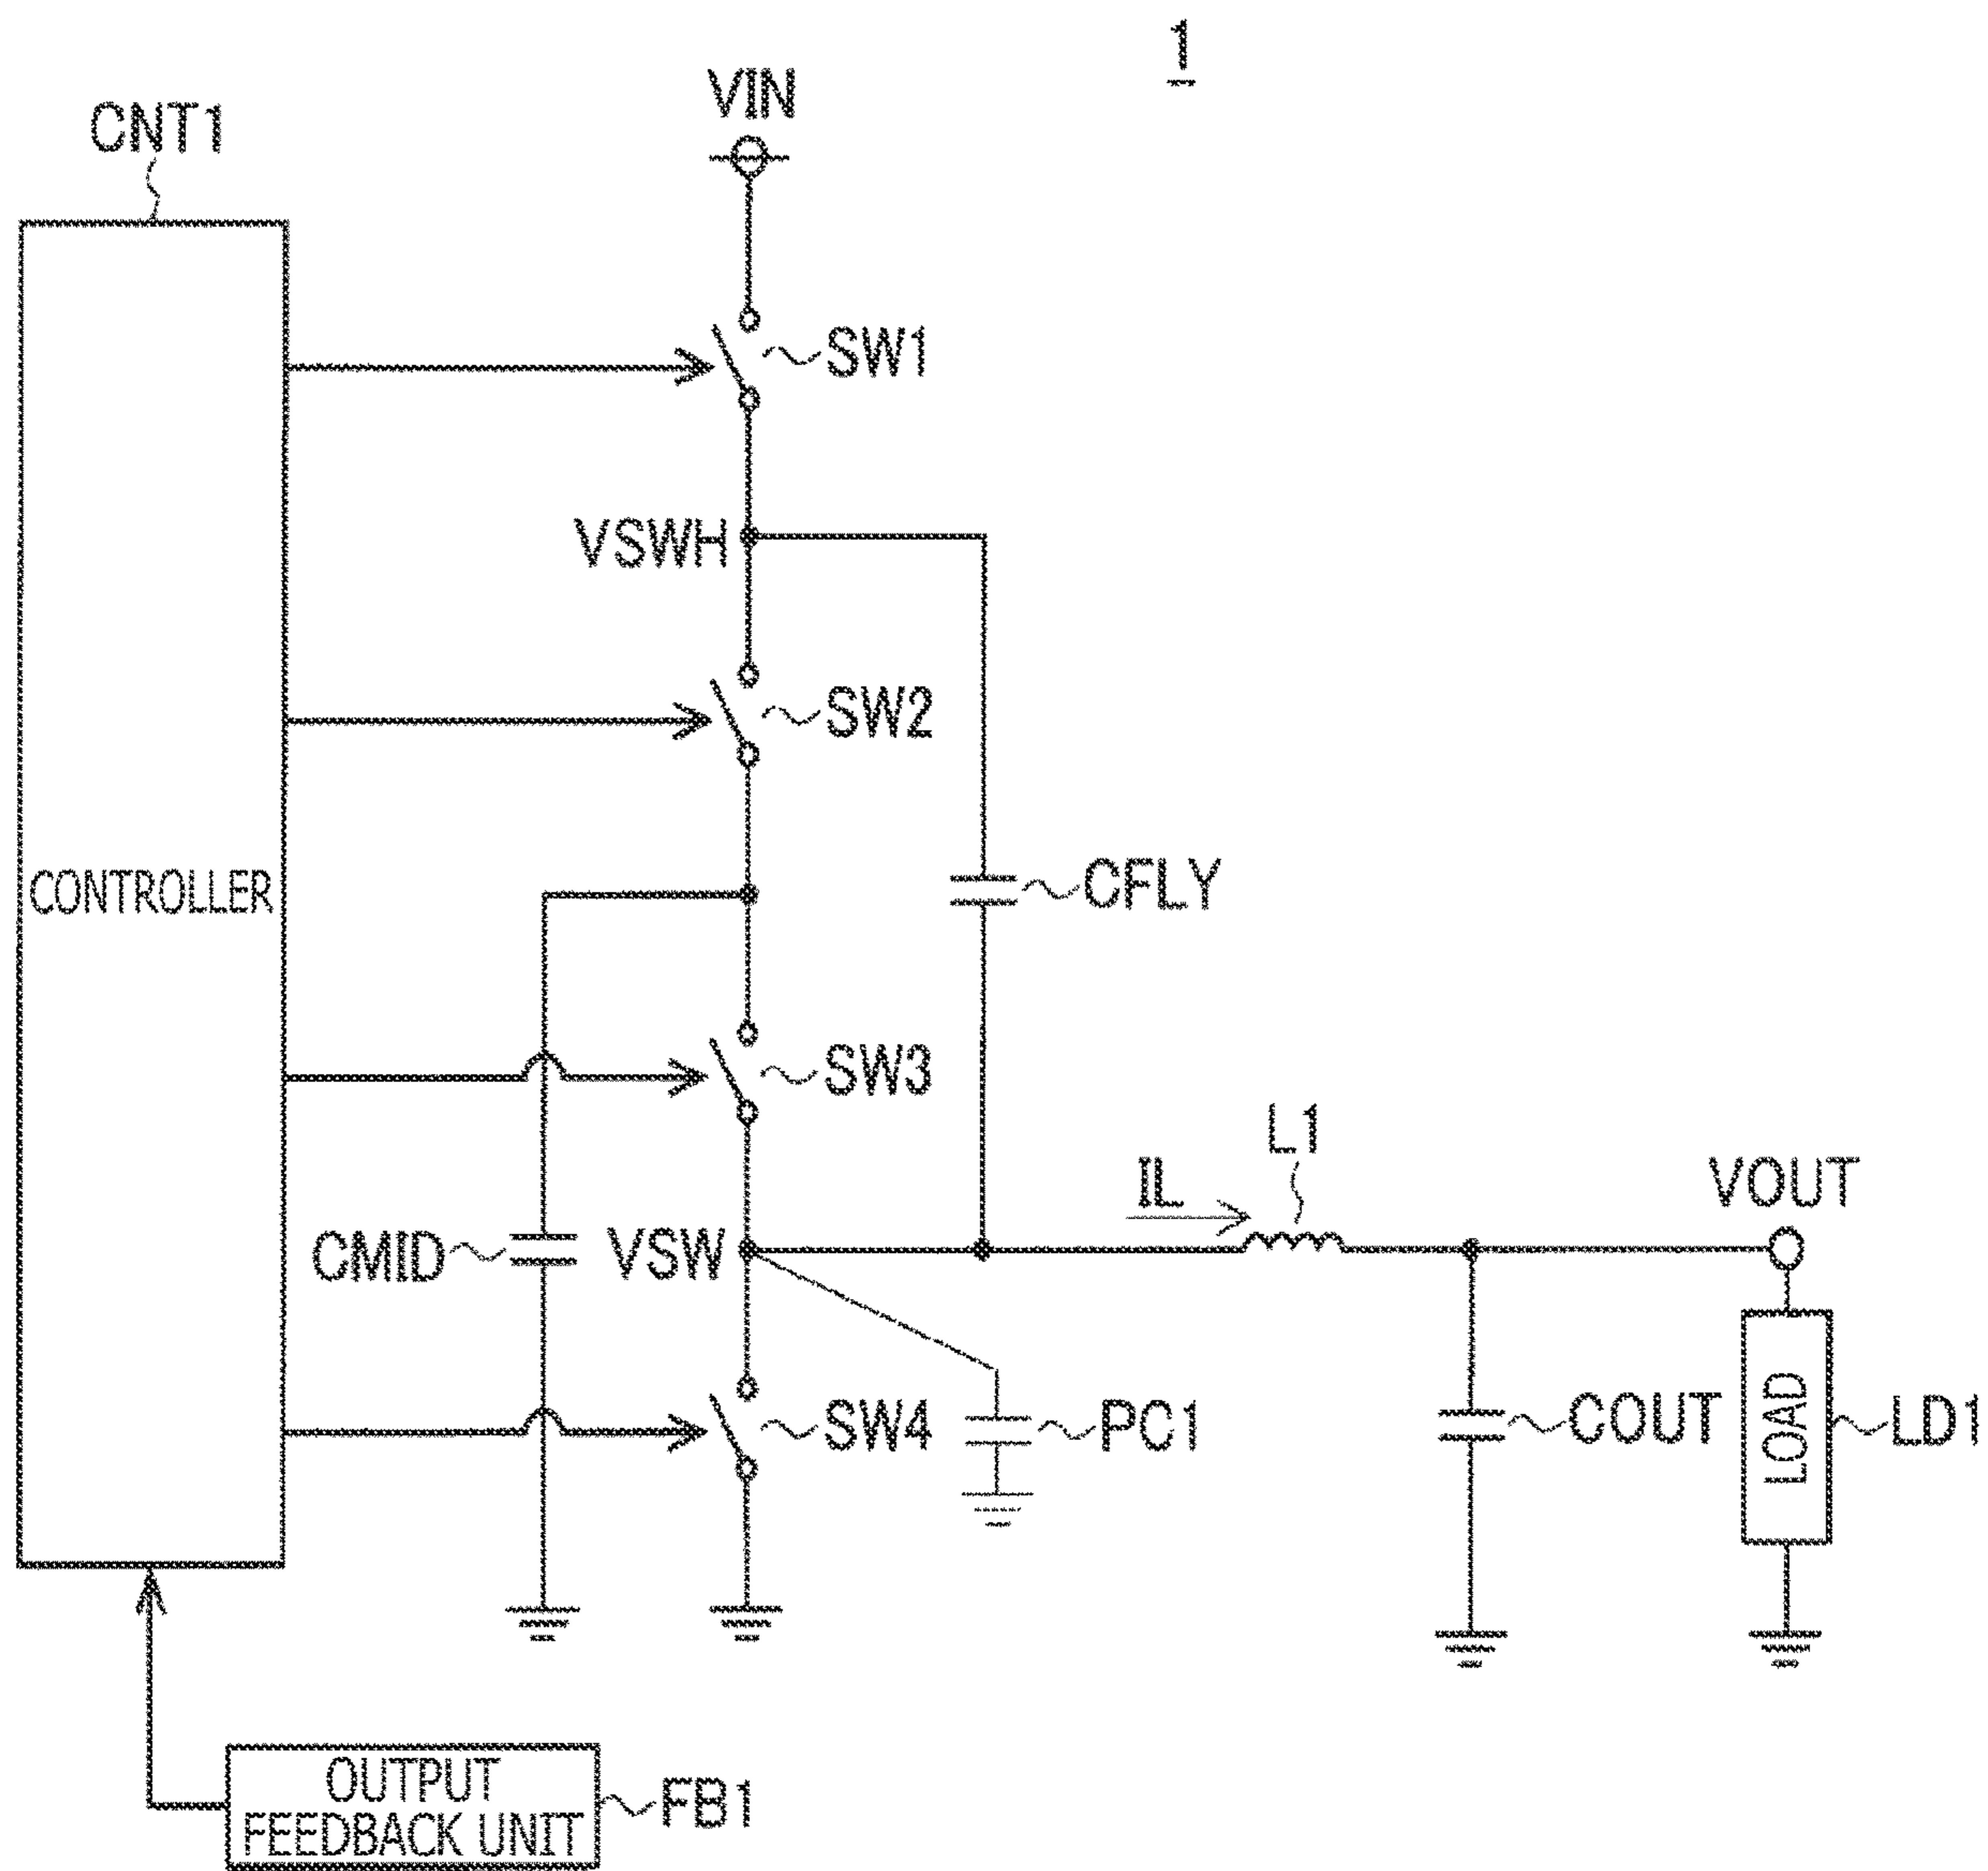 1
VIN
CNT1
SW1
VSWH
SW2
CONTROLLER
CFLY
SW3
L1
IL
VOUT
CMID
VSW
SW4
PC1
COUT
LOAD
LD1
OUTPUT
FEEDBACK UNIT
FB1